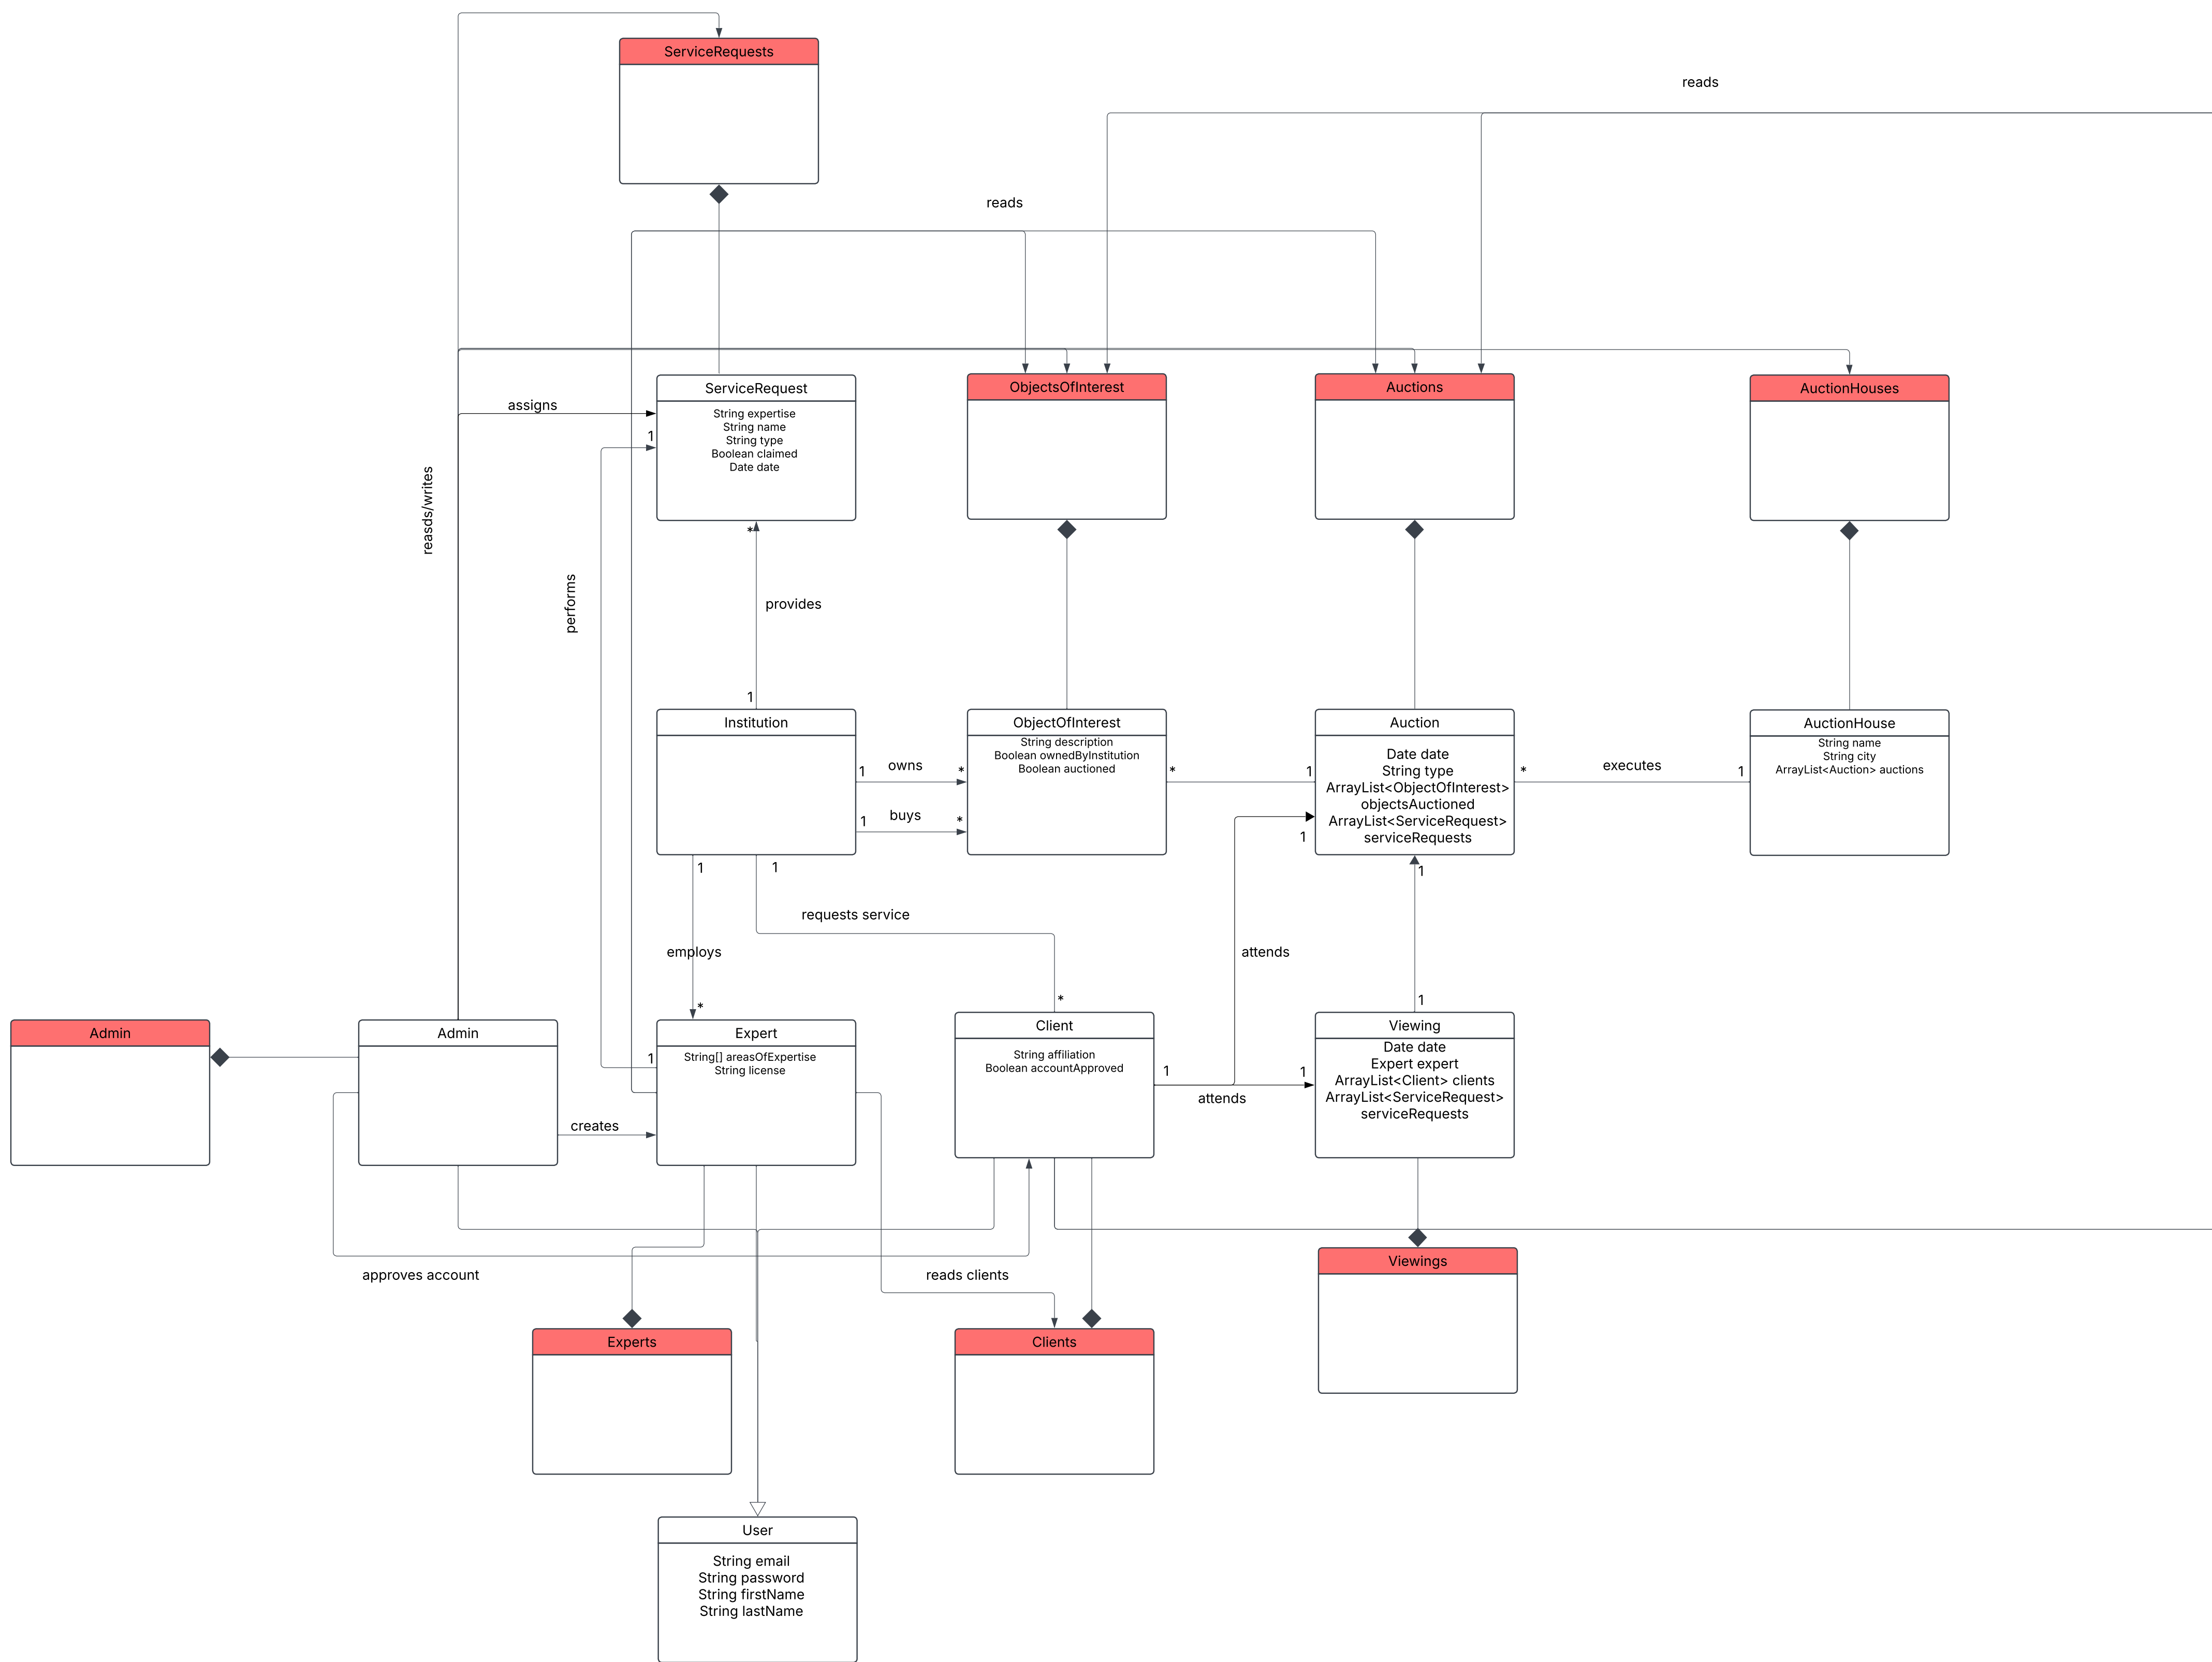 ServiceRequests
reads
reads
ServiceRequest
String expertise
String name
String type
Boolean claimed
Date date
ObjectsOfInterest
Auctions
AuctionHouses
assigns
1
reasds/writes
performs
*
provides
1
Institution
ObjectOfInterest
String description
Boolean ownedByInstitution
Boolean auctioned
Auction
Date date
String type
ArrayList<ObjectOfInterest>
objectsAuctioned
ArrayList<ServiceRequest>
serviceRequests
AuctionHouse
String name
String city
ArrayList<Auction> auctions
1
owns
*
*
1
*
executes
1
1
buys
*
1
1
1
1
requests service
employs
attends
*
*
1
Admin
Admin
Expert
String[] areasOfExpertise
String license
1
Client
String affiliation
Boolean accountApproved
1
1
attends
Viewing
Date date
Expert expert
ArrayList<Client> clients
ArrayList<ServiceRequest>
serviceRequests
creates
approves account
reads clients
Viewings
Experts
Clients
User
String email
String password
String firstName
String lastName